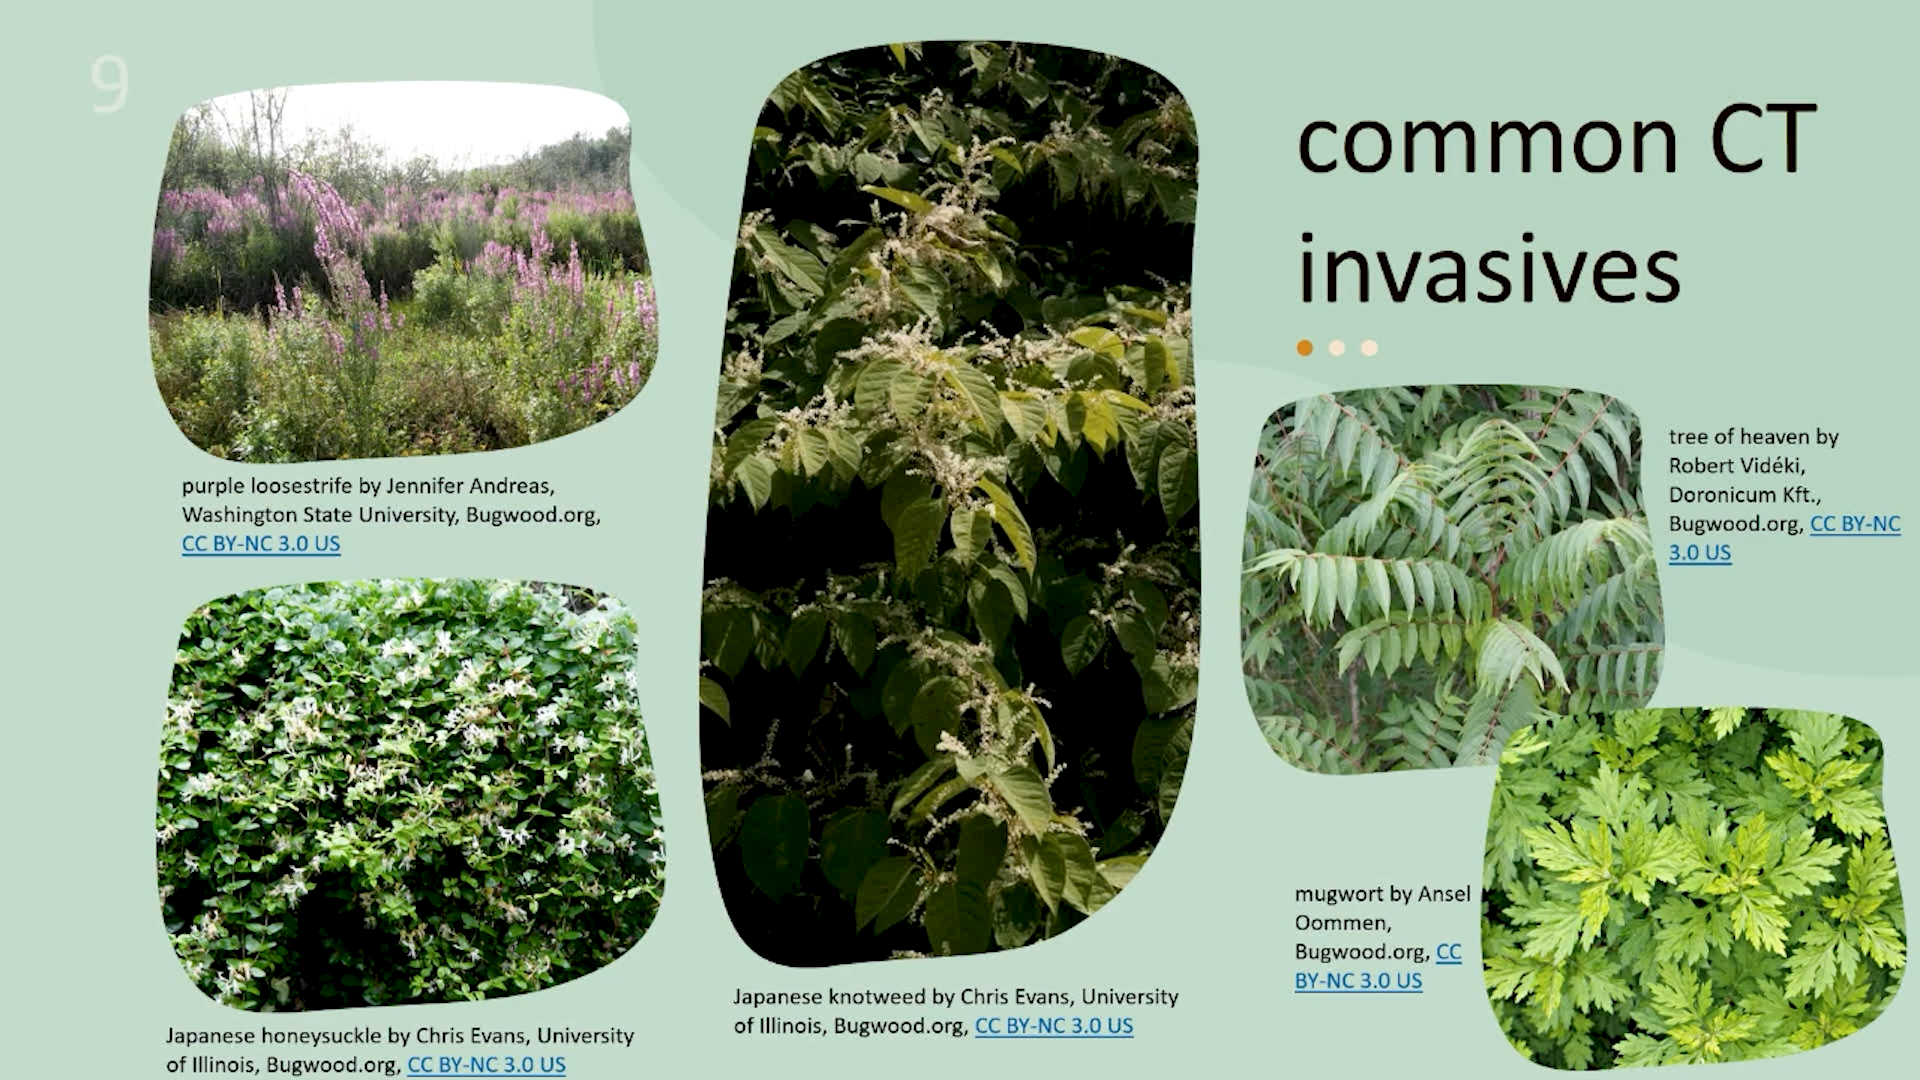 9
common CT
invasives
purple loosestrife by Jennifer Andreas,
Washington State University, Bugwood.org,
CC BY-NC 3.0 US
Japanese honeysuckle by Chris Evans, University
of Illinois, Bugwood.org, CC BY-NC 3.0 US
Japanese knotweed by Chris Evans, University
of Illinois, Bugwood.org, CC BY-NC 3.0 US
tree of heaven by
Robert Vidéki,
Doronicum Kft.,
Bugwood.org, CC BY-NC
3.0 US
mugwort by Ansel
Oommen,
Bugwood.org, CC
BY-NC 3.0 US